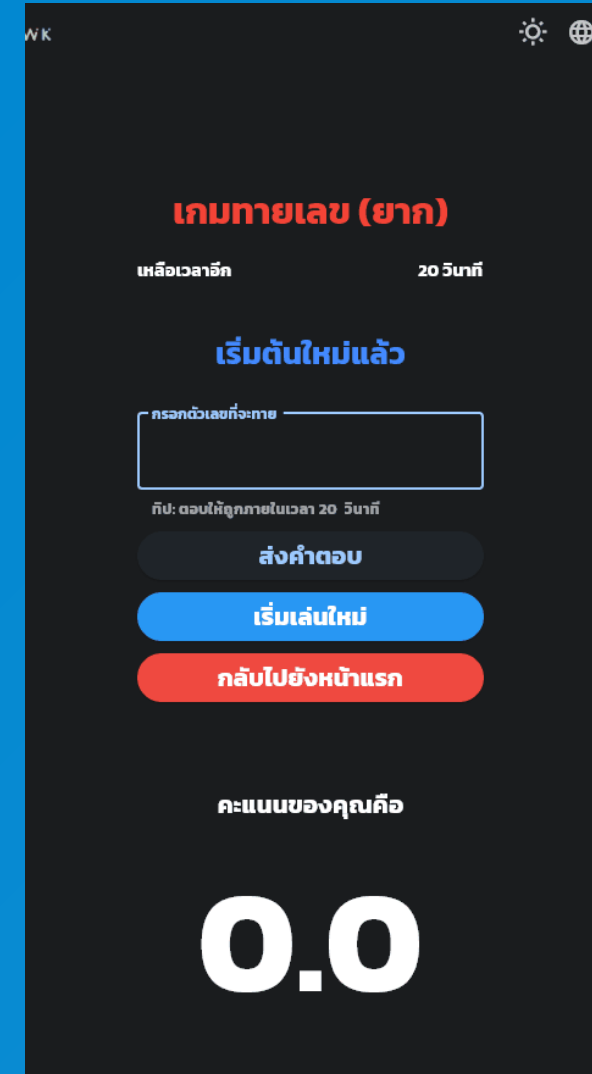 WK
เกมทายเลข (ยาก)
เหลือเวลาอีก 20 วินาที
เริ่มต้นใหม่แล้ว
กรอกตัวเลขที่จะทาย
ทิป: ตอบให้ถูกภายในเวลา 20 วินาที
ส่งคำตอบ
เริ่มเล่นใหม่
กลับไปยังหน้าแรก
คะแนนของคุณคือ
0.0